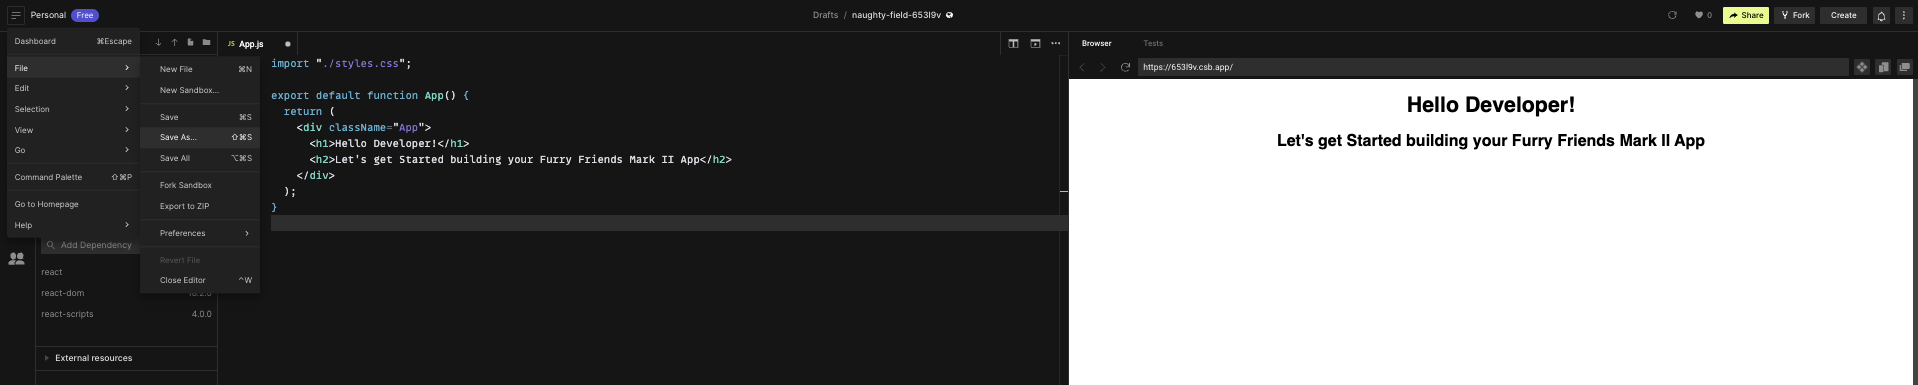 Personal Free
Drafts / naughty-field-653l9v
0
Share
Fork
Create
Dashboard ⌘Escape
File
Edit
Selection
View
Go
Command Palette ⇧⌘P
Go to Homepage
Help
New File ⌘N
New Sandbox...
Save ⌘S
Save As... ⇧⌘S
Save All ⌥⌘S
Fork Sandbox
Export to ZIP
Preferences
Revert File
Close Editor ^W
Add Dependency
react
react-dom
react-scripts 4.0.0
External resources
JS App.js
import "./styles.css";
export default function App() {
return (
<div className="App">
<h1>Hello Developer!</h1>
<h2>Let's get Started building your Furry Friends Mark II App</h2>
</div>
);
}
Browser Tests
https://653l9v.csb.app/
Hello Developer!
Let's get Started building your Furry Friends Mark II App